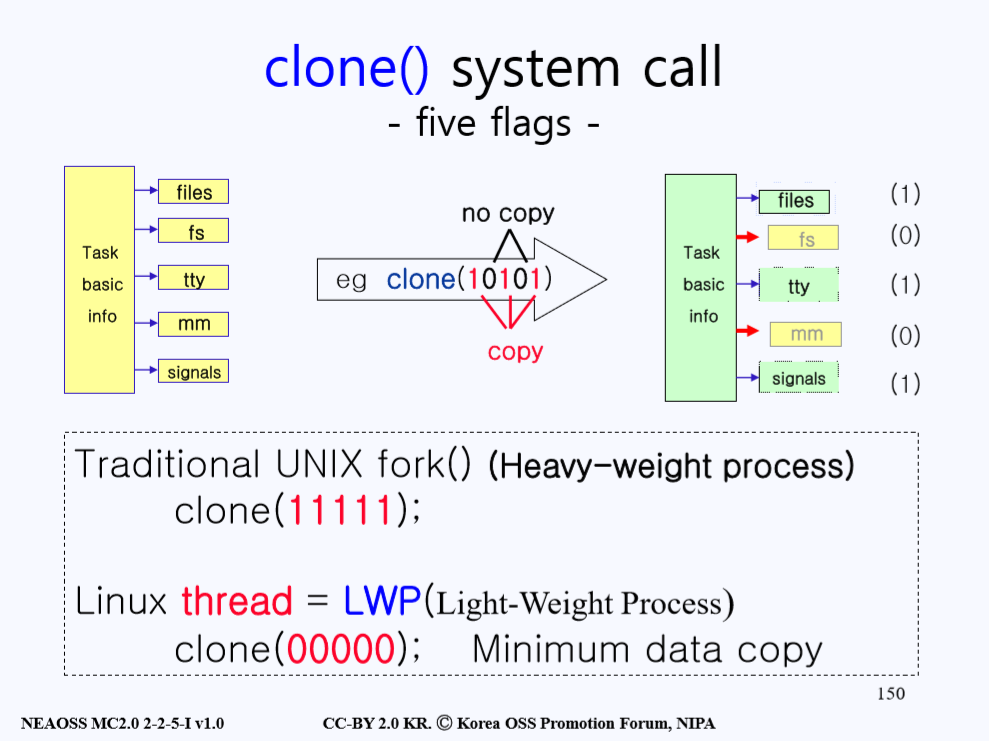 clone() system call
- five flags -
Task
basic
info
files
fs
tty
mm
signals
no copy
eg clone(10101)
copy
Task
basic
info
files
fs
tty
mm
signals
(1)
(0)
(1)
(0)
(1)
Traditional UNIX fork() (Heavy-weight process)
clone(11111);
Linux thread = LWP(Light-Weight Process)
clone(00000); Minimum data copy
150
NEAOSS MC2.0 2-2-5-I v1.0
CC-BY 2.0 KR. Ⓒ Korea OSS Promotion Forum, NIPA